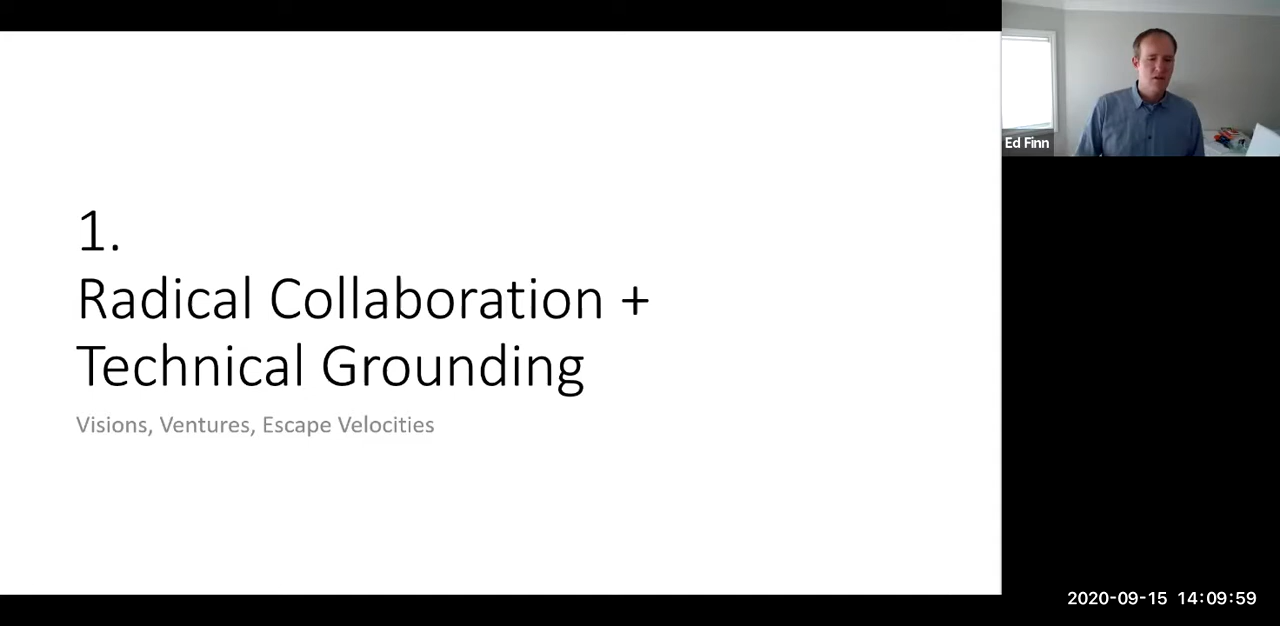 1.
Radical Collaboration +
Technical Grounding
Visions, Ventures, Escape Velocities
Ed Finn
2020-09-15 14:09:59